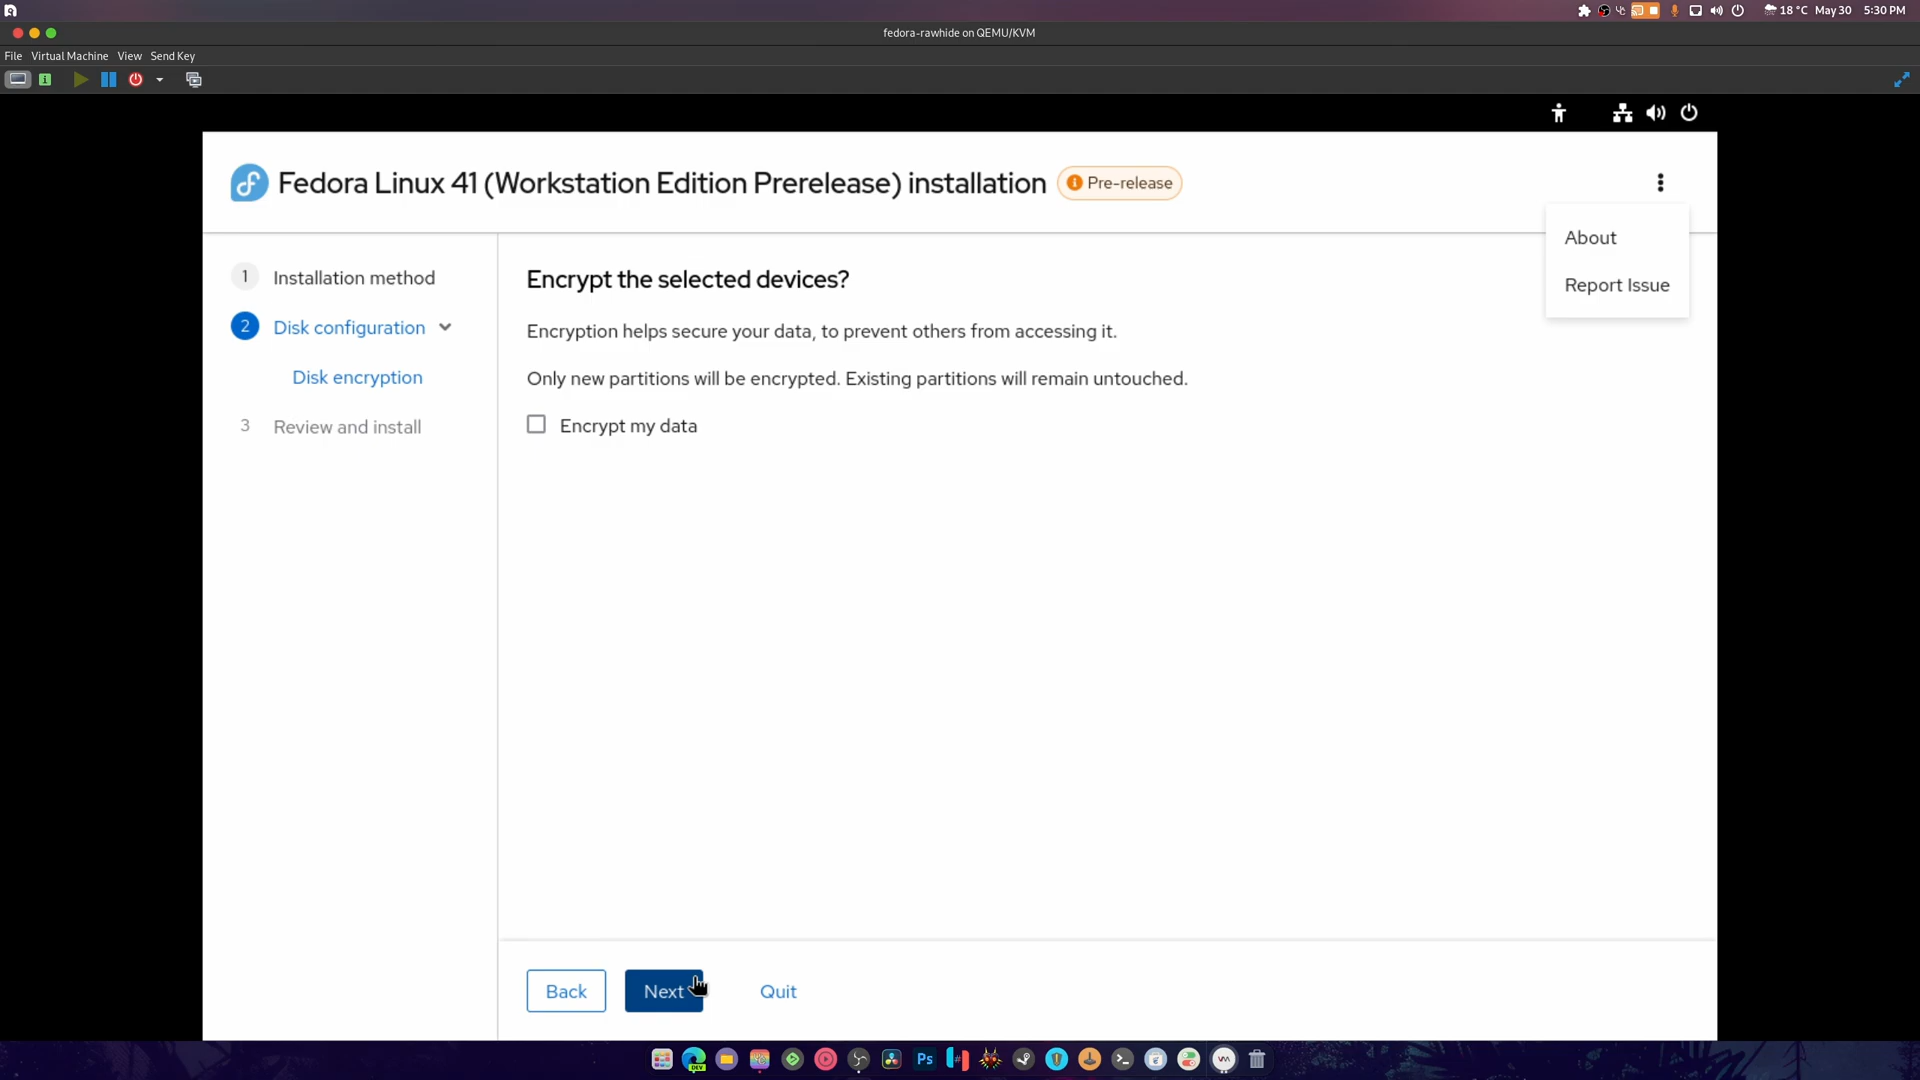 18 °C May 30 5:30 PM
fedora-rawhide on QEMU/KVM
File Virtual Machine View Send Key
Fedora Linux 41 (Workstation Edition Prerelease) installation Pre-release
About
Report Issue
1 Installation method
2 Disk configuration
Disk encryption
3 Review and install
Encrypt the selected devices?
Encryption helps secure your data, to prevent others from accessing it.
Only new partitions will be encrypted. Existing partitions will remain untouched.
Encrypt my data
Back Next Quit
DEV Ps